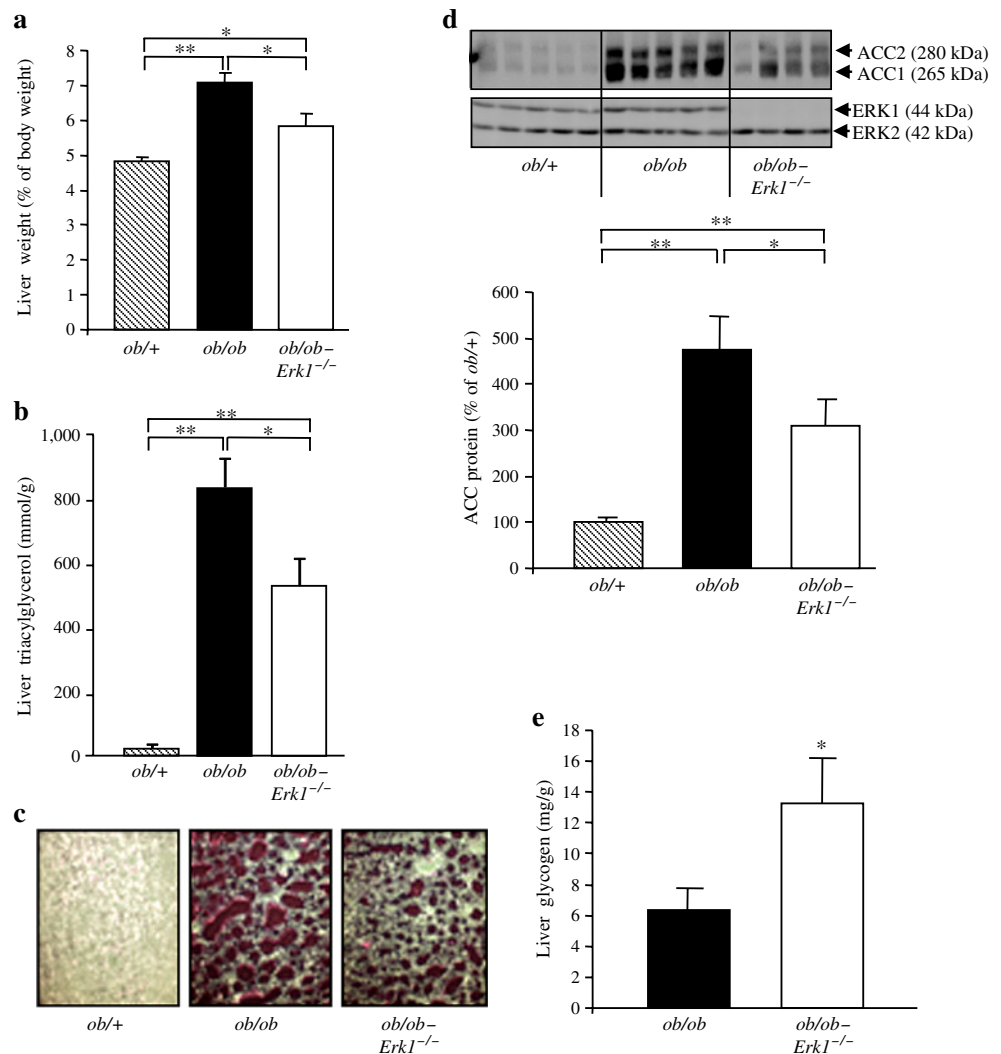 a
Liver weight (% of body weight)
8
7
6
5
4
3
2
1
0
*
** *
ob/+ ob/ob ob/ob–
Erk1−/−
b
Liver triacylglycerol (mmol/g)
1,000
800
600
400
200
0
**
** *
ob/+ ob/ob ob/ob–
Erk1−/−
c
ob/+ ob/ob ob/ob–
Erk1−/−
d
ACC2 (280 kDa)
ACC1 (265 kDa)
ERK1 (44 kDa)
ERK2 (42 kDa)
ob/+ ob/ob ob/ob–
Erk1−/−
**
** *
ACC protein (% of ob/+)
600
500
400
300
200
100
0
ob/+ ob/ob ob/ob–
Erk1−/−
e
Liver glycogen (mg/g)
18
16
14
12
10
8
6
4
2
0
*
ob/ob ob/ob–
Erk1−/−